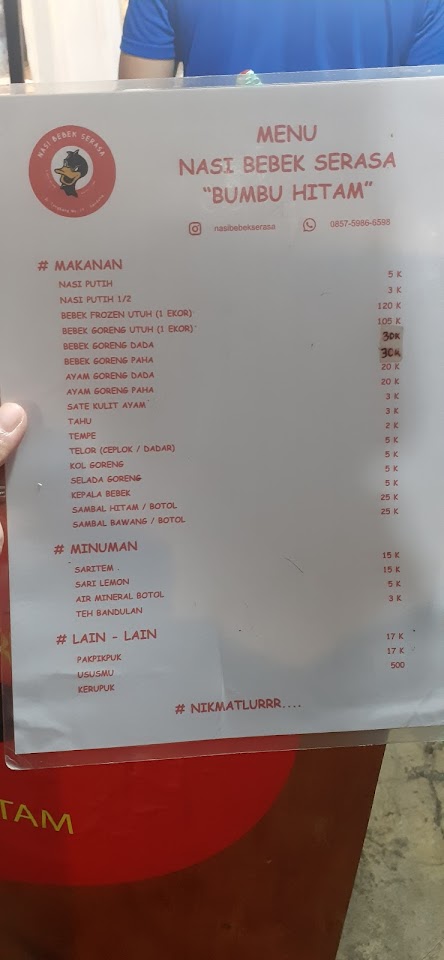 NASI BEBEK SERASA
MENU
NASI BEBEK SERASA
“BUMBU HITAM”
nasibebekserasa 0857-5986-6598
# MAKANAN
NASI PUTIH 5 K
NASI PUTIH 1/2 3 K
BEBEK FROZEN UTUH (1 EKOR) 120 K
BEBEK GORENG UTUH (1 EKOR) 105 K
BEBEK GORENG DADA 30K
BEBEK GORENG PAHA 30K
AYAM GORENG DADA 20 K
AYAM GORENG PAHA 20 K
SATE KULIT AYAM 3 K
TAHU 3 K
TEMPE 2 K
TELOR (CEPLOK / DADAR) 5 K
KOL GORENG 5 K
SELADA GORENG 5 K
KEPALA BEBEK 5 K
SAMBAL HITAM / BOTOL 25 K
SAMBAL BAWANG / BOTOL 25 K
# MINUMAN
SARITEM 15 K
SARI LEMON 15 K
AIR MINERAL BOTOL 5 K
TEH BANDULAN 3 K
# LAIN - LAIN
PAKPIKPUK 17 K
USUSMU 17 K
KERUPUK 500
# NIKMATLURRR....
TAM